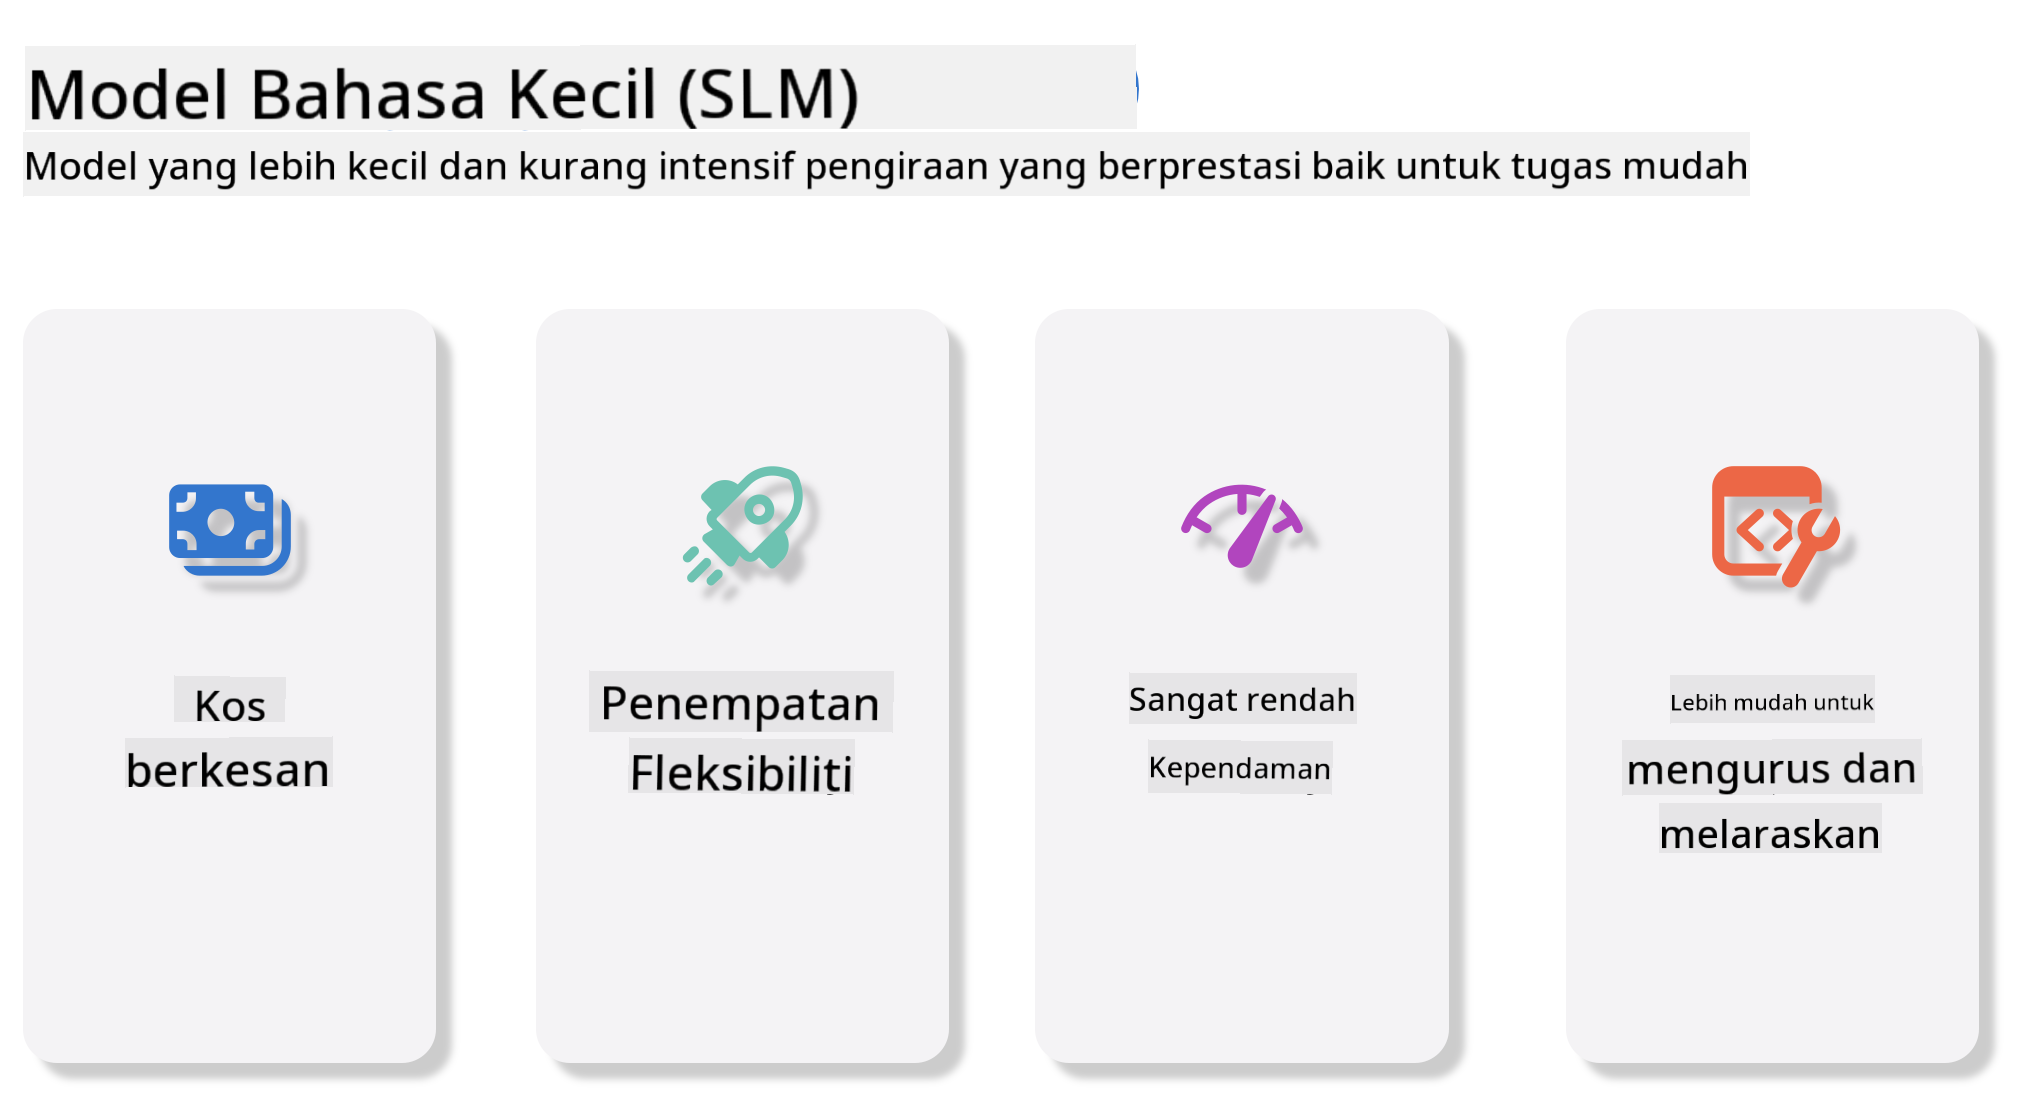 Model Bahasa Kecil (SLM)
Model yang lebih kecil dan kurang intensif pengiraan yang berprestasi baik untuk tugas mudah
Kos
berkesan
Penempatan
Fleksibiliti
Sangat rendah
Kependaman
Lebih mudah untuk
mengurus dan
melaraskan